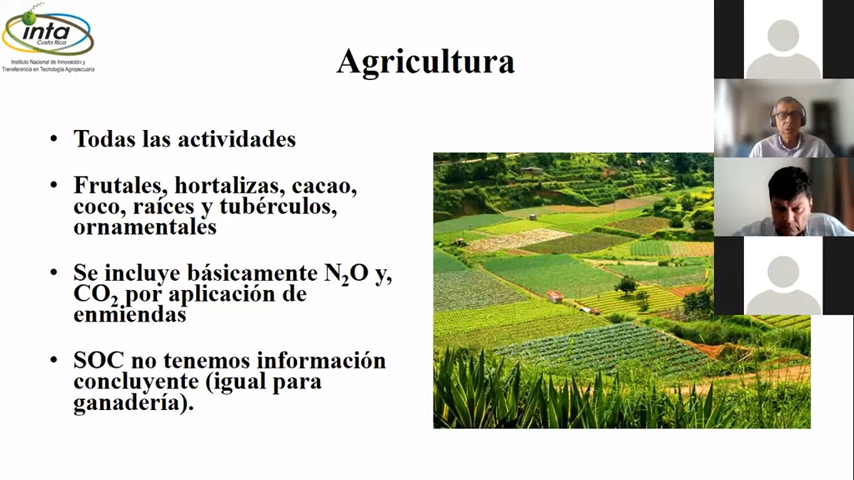 inta
Costa Rica
Instituto Nacional de Innovación y
Transferencia en Tecnología Agropecuaria
Agricultura
• Todas las actividades
• Frutales, hortalizas, cacao,
coco, raíces y tubérculos,
ornamentales
• Se incluye básicamente N₂O y,
CO₂ por aplicación de
enmiendas
• SOC no tenemos información
concluyente (igual para
ganadería).